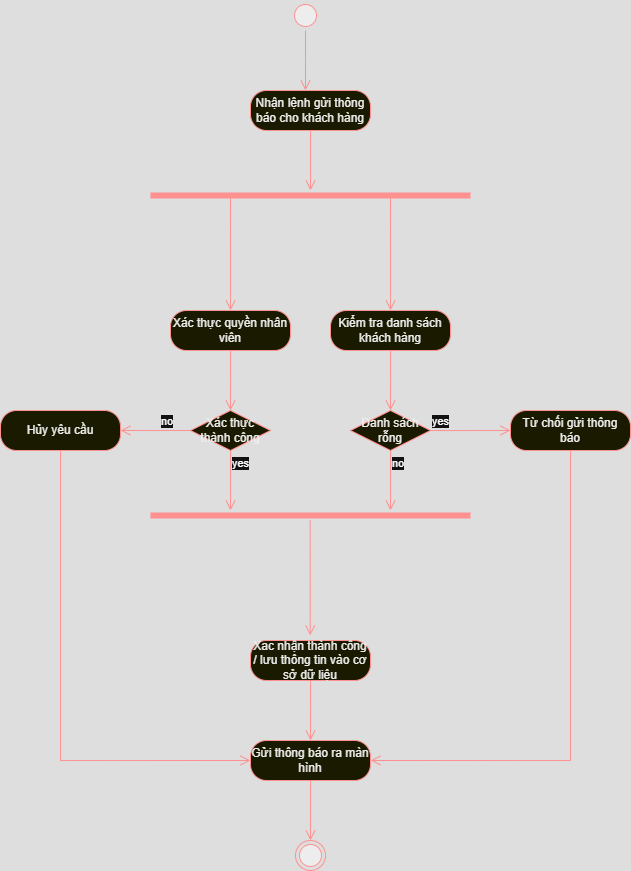 Nhận lệnh gửi thông
báo cho khách hàng
Xác thực quyền nhân
viên
Kiểm tra danh sách
khách hàng
Hủy yêu cầu
no
Xác thực
thành công
yes
Danh sách
rỗng
yes
no
Từ chối gửi thông
báo
Xác nhận thành công
/ lưu thông tin vào cơ
sở dữ liệu
Gửi thông báo ra màn
hình